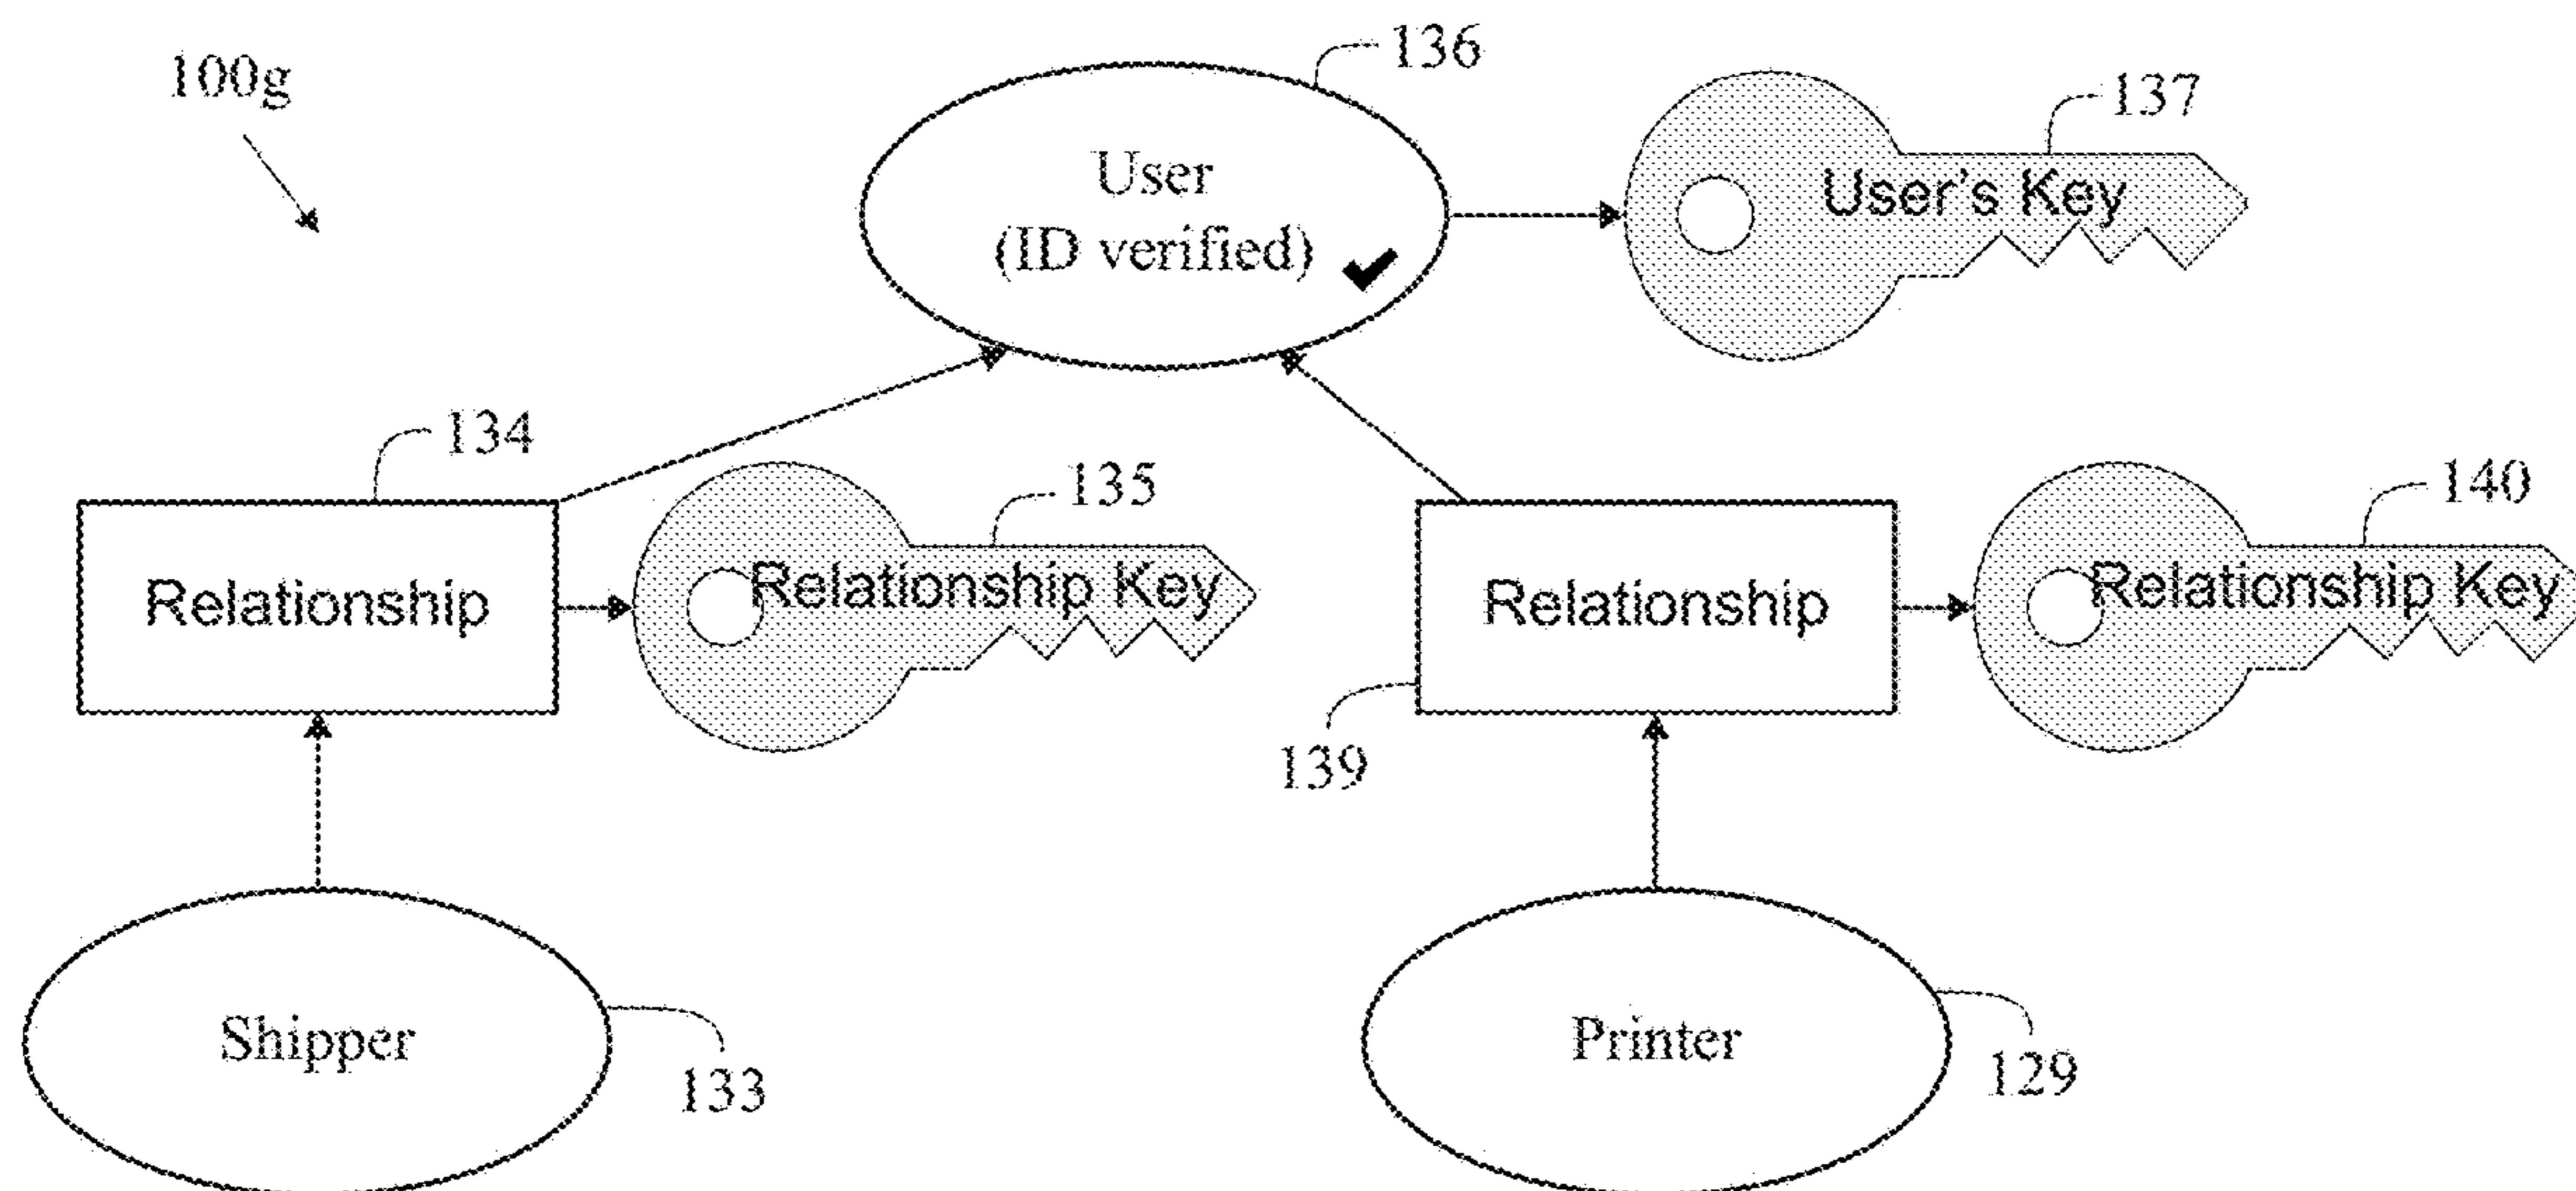 100g
136
137
User
(ID verified)
User's Key
134
135
140
Relationship
Relationship Key
Relationship
Relationship Key
139
Shipper
133
Printer
129